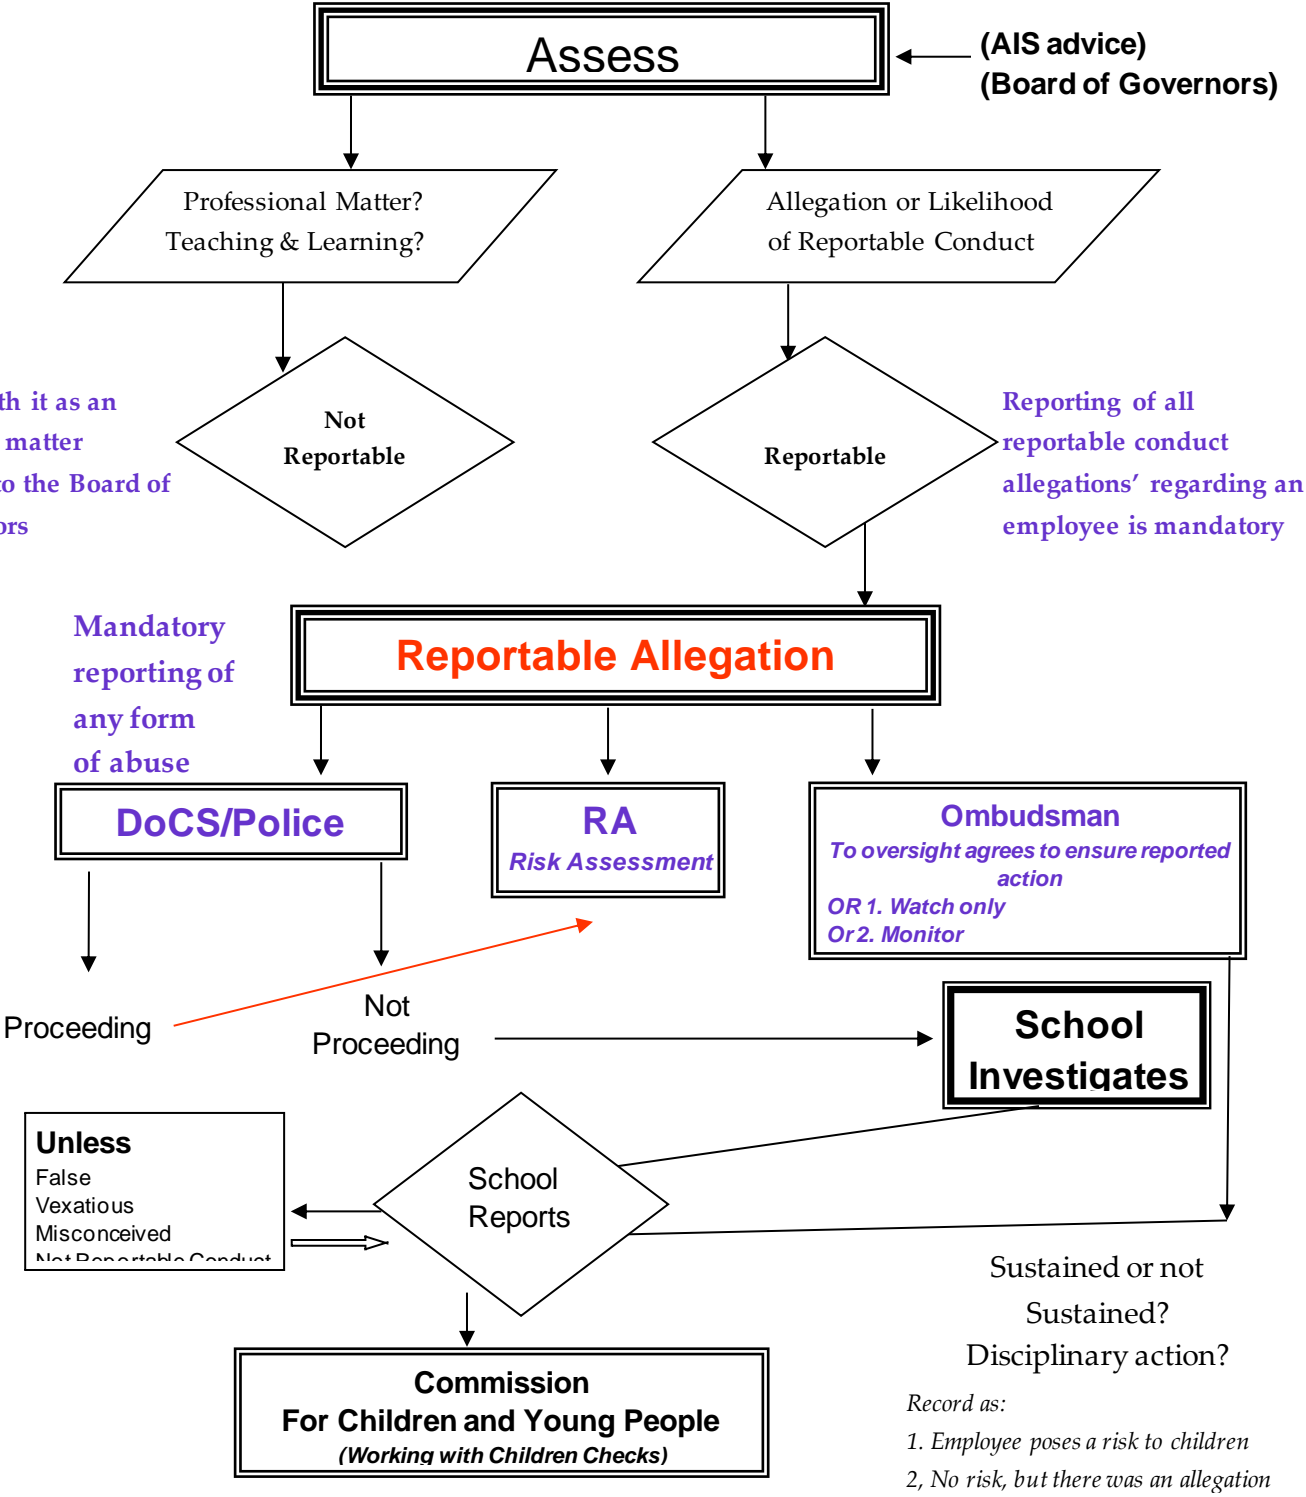 Assess
(AIS advice)
(Board of Governors)
Professional Matter?
Teaching & Learning?
Allegation or Likelihood
of Reportable Conduct
it as an
matter
to the Board of
Not
Reportable
Reportable
Reporting of all
reportable conduct
allegations’ regarding an
employee is mandatory
Mandatory
reporting of
any form
of abuse
Reportable Allegation
DoCS/Police
RA
Risk Assessment
Ombudsman
To oversight agrees to ensure reported
action
OR 1. Watch only
Or 2. Monitor
Proceeding
Not
Proceeding
School
Investigates
Unless
False
Vexatious
Misconceived
Not Reportable Conduct
School
Reports
Sustained or not
Sustained?
Disciplinary action?
Record as:
1. Employee poses a risk to children
2, No risk, but there was an allegation
Commission
For Children and Young People
(Working with Children Checks)